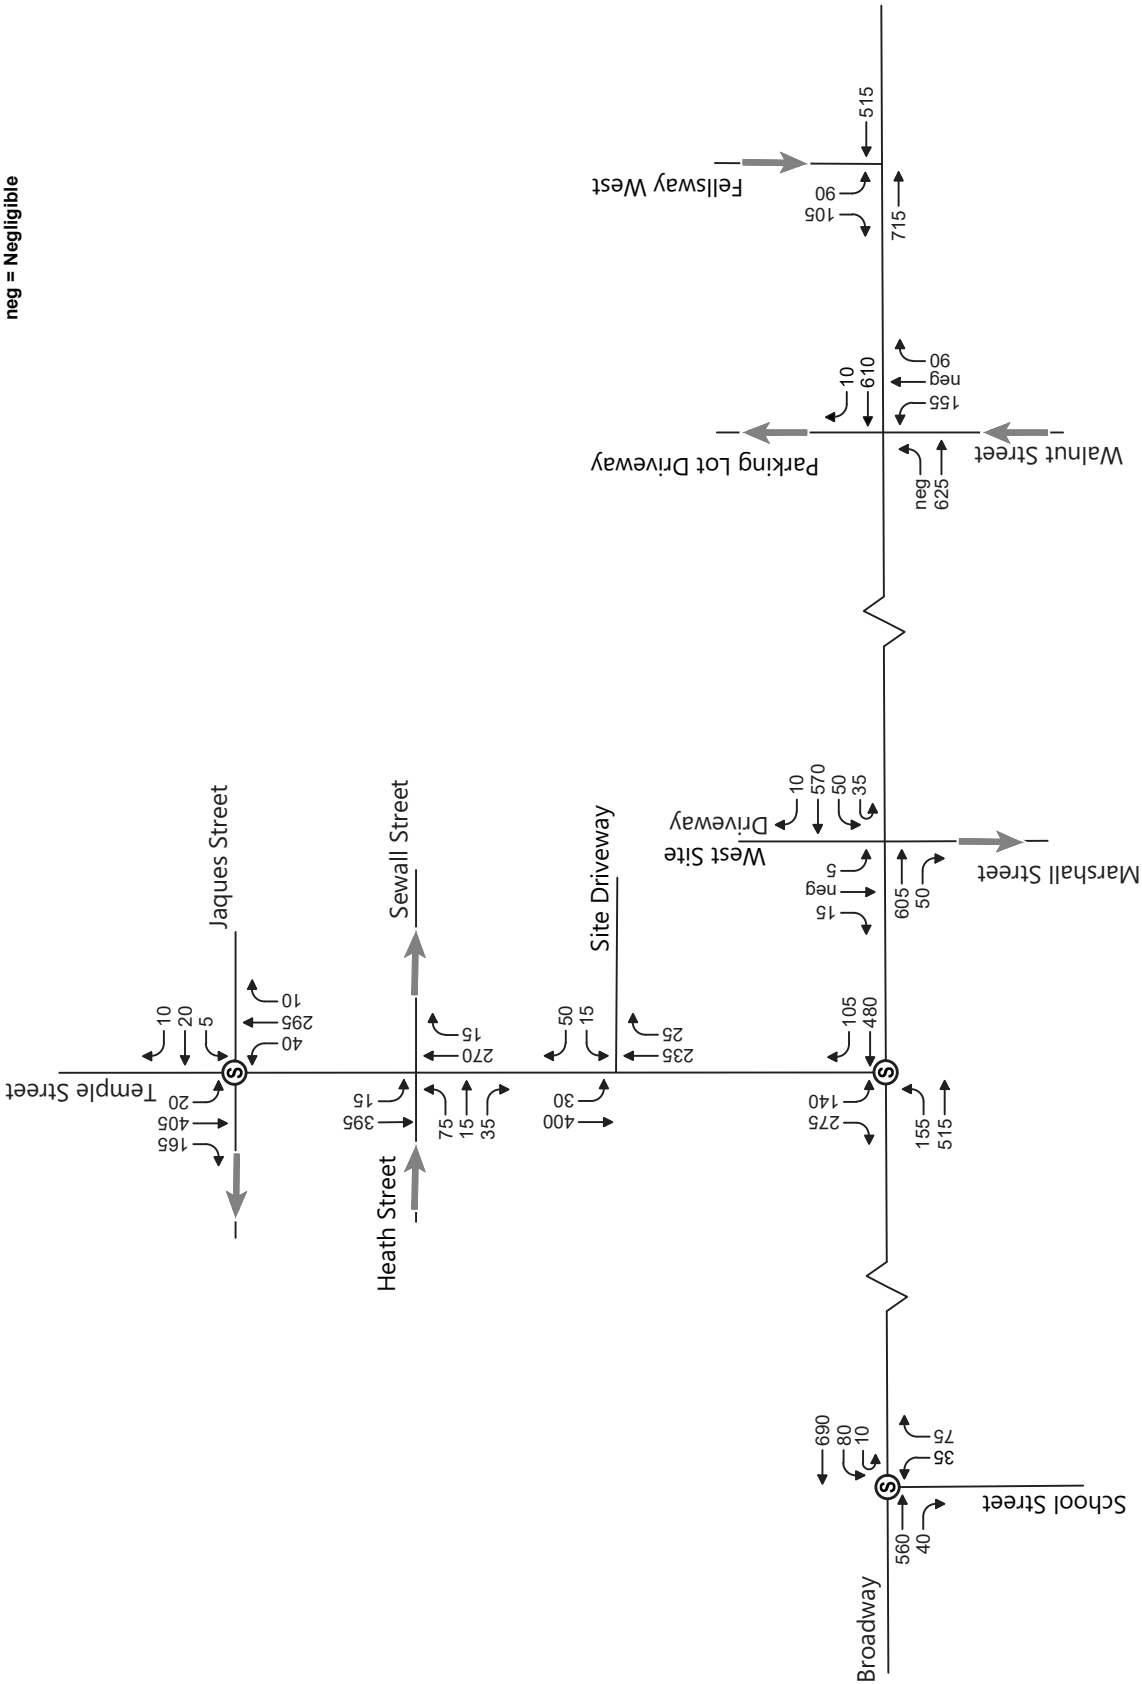 neg = Negligible
515
Fellsway West
90
105
715
10
610
90
neg
155
Parking Lot Driveway
Walnut Street
neg
625
Jaques Street
10
20
5
10
295
40
Temple Street
20
405
165
Sewall Street
15
270
15
395
75
15
35
Heath Street
Site Driveway
50
15
25
235
30
400
10
570
50
35
West Site
Driveway
5
neg
15
605
50
Marshall Street
105
480
140
275
155
515
S
S
690
80
10
75
35
S
560
40
School Street
Broadway